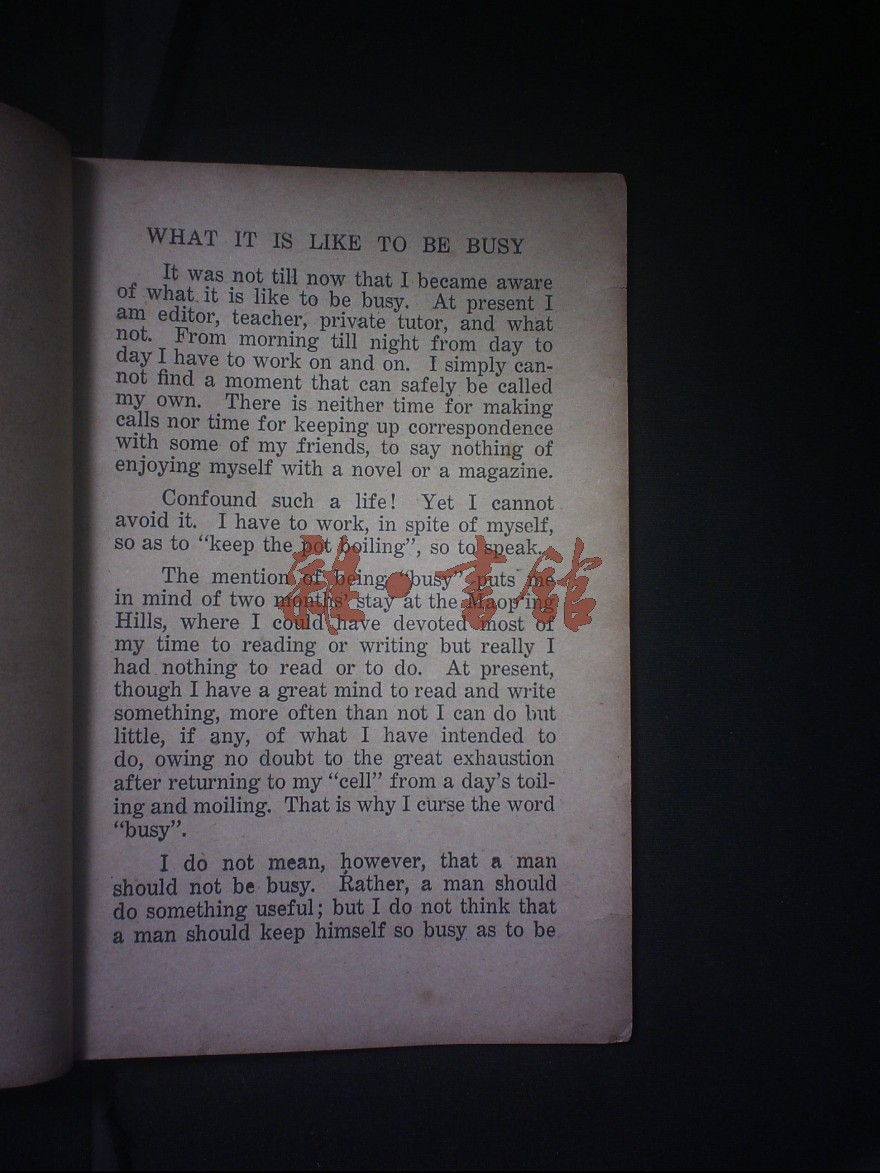 WHAT IT IS LIKE TO BE BUSY
It was not till now that I became aware
of what it is like to be busy. At present I
am editor, teacher, private tutor, and what
not. From morning till night from day to
day I have to work on and on. I simply can-
not find a moment that can safely be called
my own. There is neither time for making
calls nor time for keeping up correspondence
with some of my friends, to say nothing of
enjoying myself with a novel or a magazine.
Confound such a life! Yet I cannot
avoid it. I have to work, in spite of myself,
so as to “keep the pot boiling”, so to speak.
The mention of being “busy” puts me
in mind of two months’ stay at the Maop‘ing
Hills, where I could have devoted most of
my time to reading or writing but really I
had nothing to read or to do. At present,
though I have a great mind to read and write
something, more often than not I can do but
little, if any, of what I have intended to
do, owing no doubt to the great exhaustion
after returning to my “cell” from a day’s toil-
ing and moiling. That is why I curse the word
“busy”.
I do not mean, however, that a man
should not be busy. Rather, a man should
do something useful; but I do not think that
a man should keep himself so busy as to be